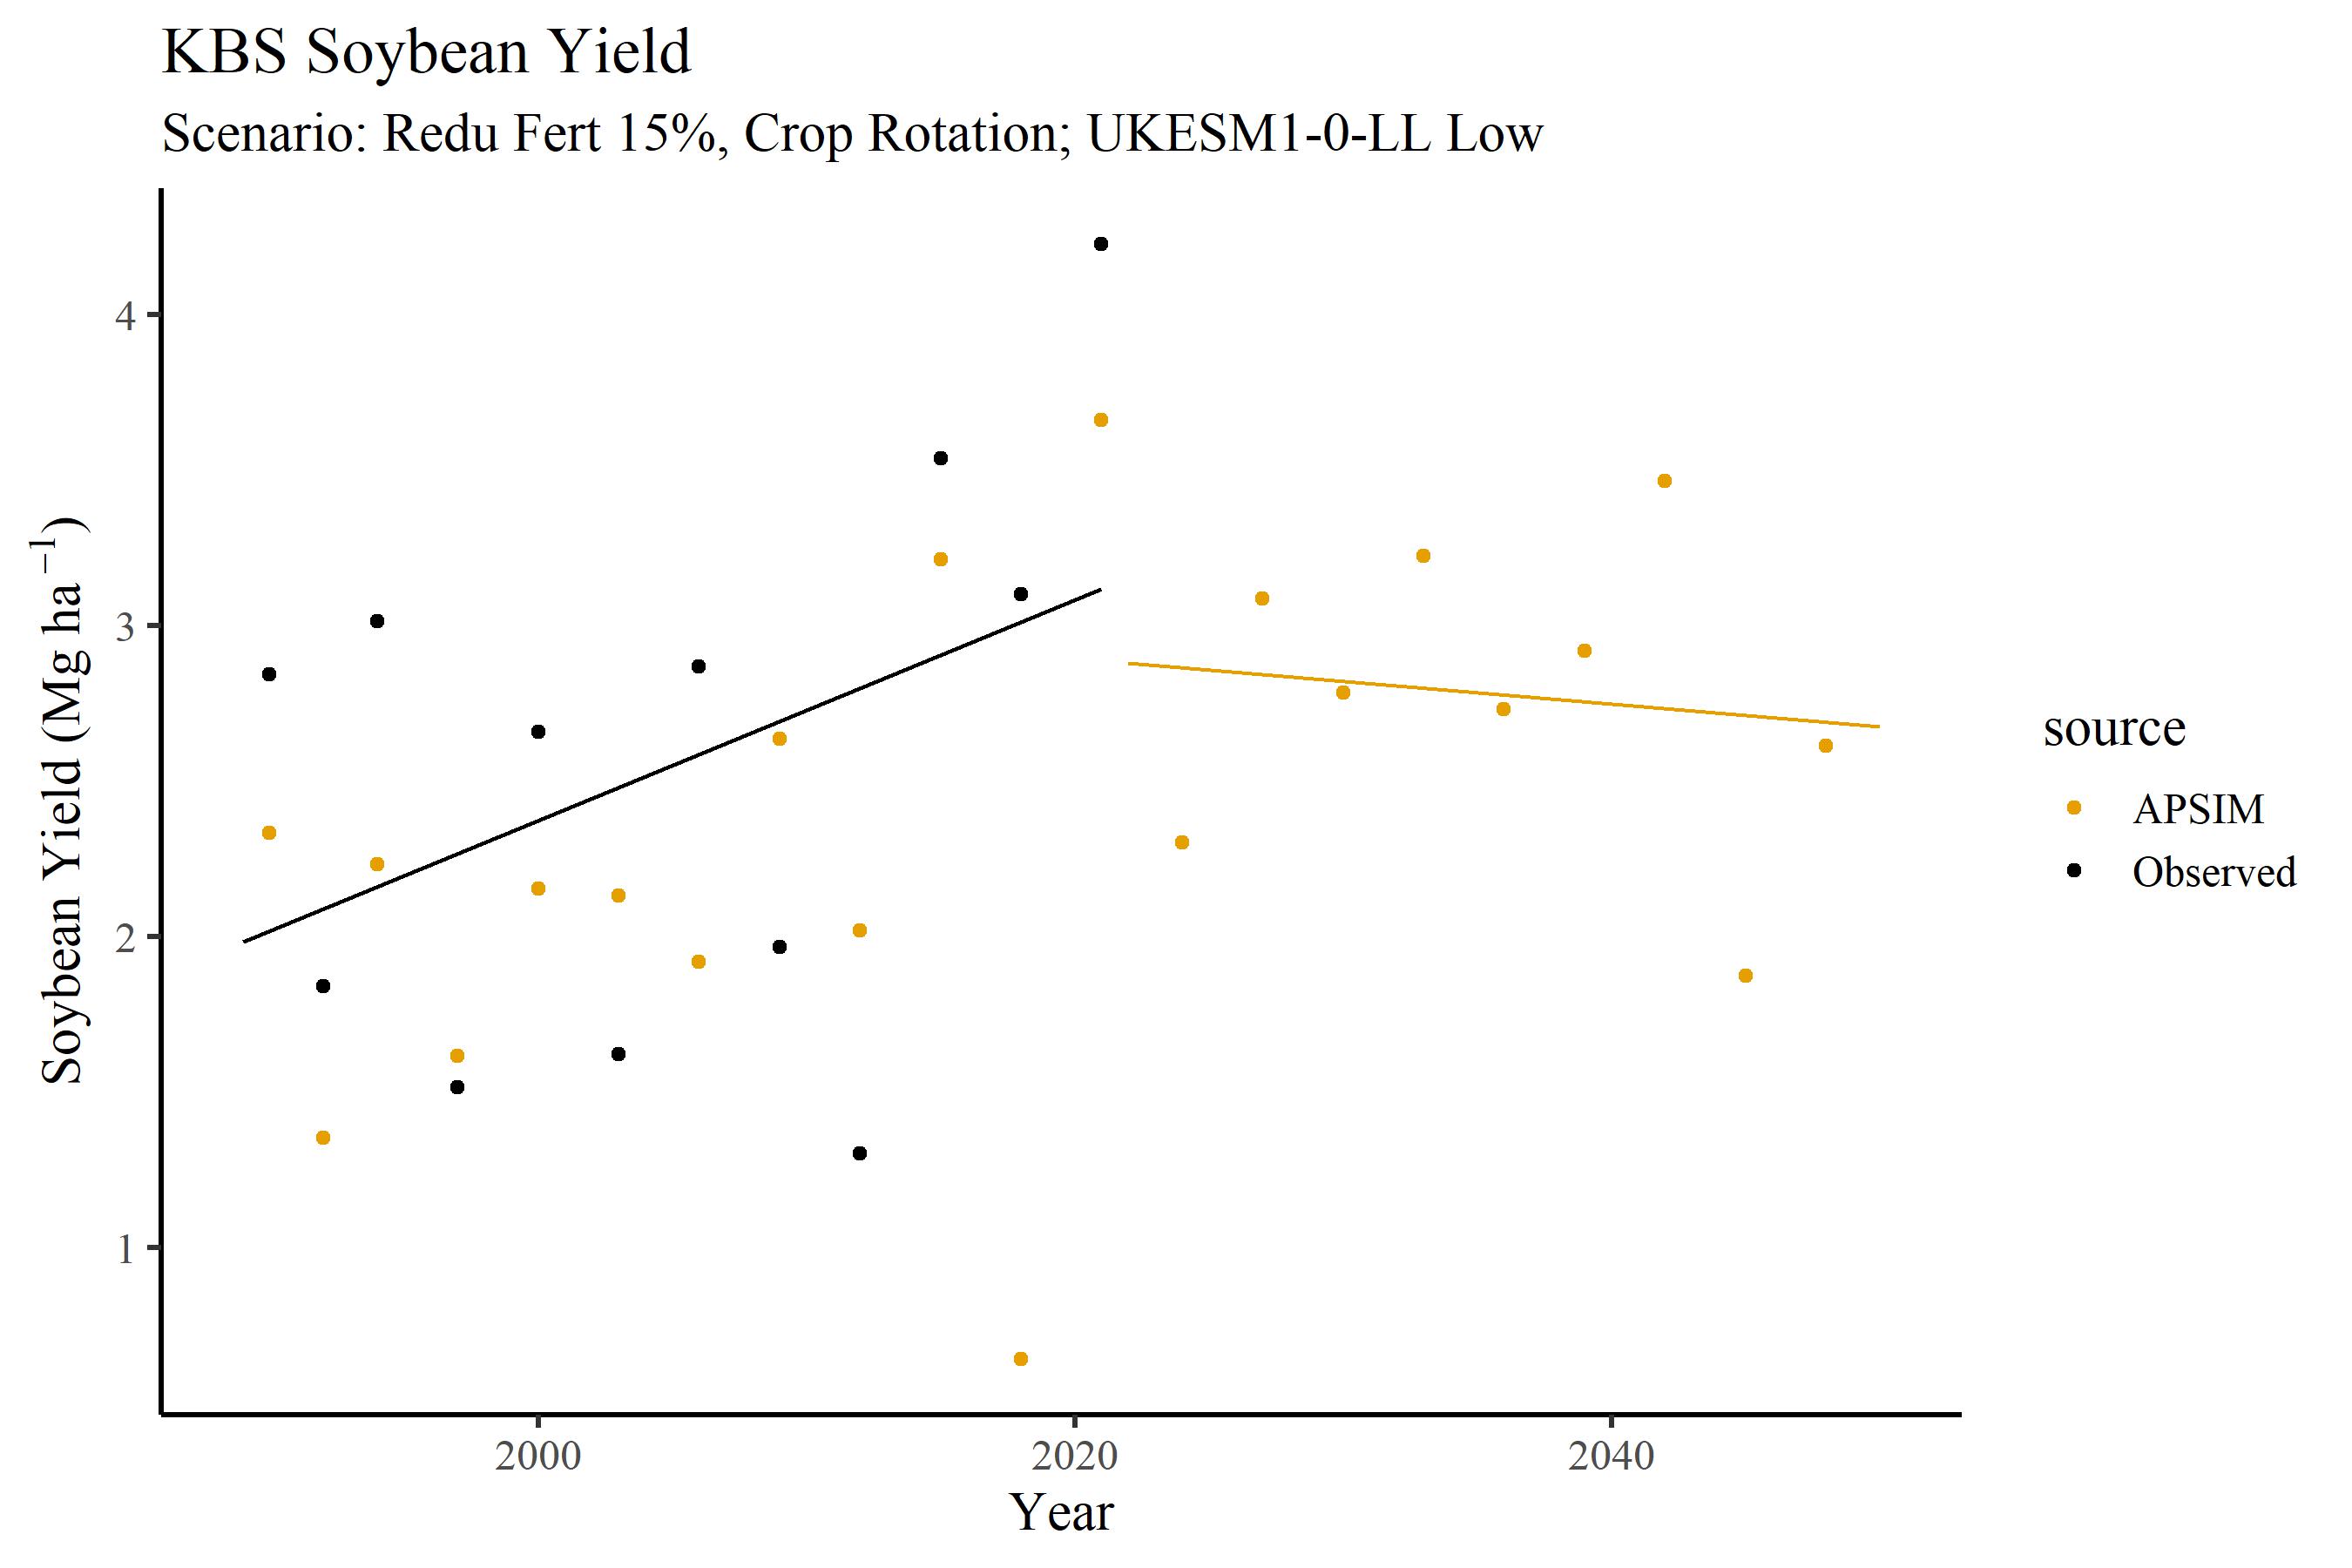 KBS Soybean Yield
Scenario: Redu Fert 15%, Crop Rotation; UKESM1-0-LL Low
Soybean Yield (Mg ha⁻¹)
4
3
2
1
2000
2020
2040
Year
source
APSIM
Observed